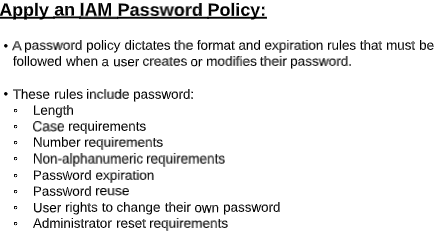 Apply an IAM Password Policy:
• A password policy dictates the format and expiration rules that must be
followed when a user creates or modifies their password.
• These rules include password:
▫ Length
▫ Case requirements
▫ Number requirements
▫ Non-alphanumeric requirements
▫ Password expiration
▫ Password reuse
▫ User rights to change their own password
▫ Administrator reset requirements